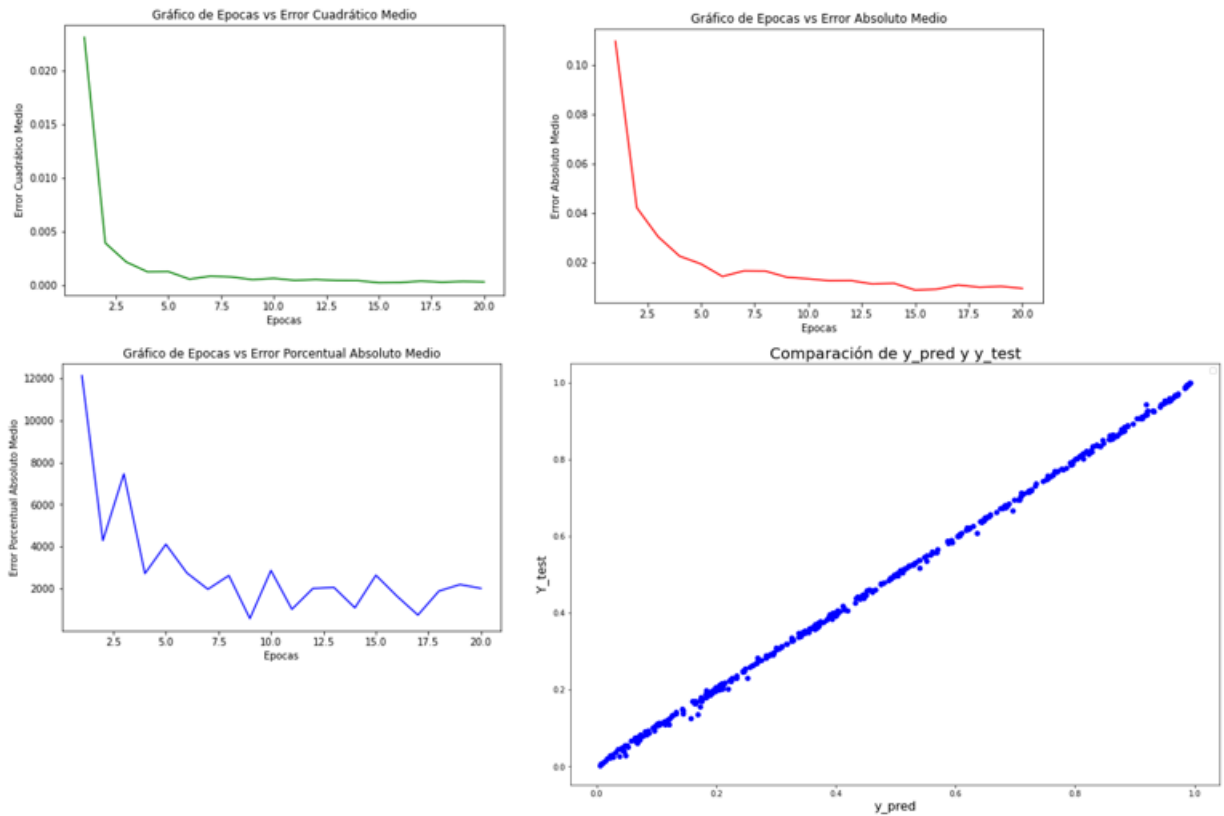 Gráfico de Epocas vs Error Cuadrático Medio
Error Cuadrático Medio
0.020
0.015
0.010
0.005
0.000
2.5 5.0 7.5 10.0 12.5 15.0 17.5 20.0
Epocas
Gráfico de Epocas vs Error Absoluto Medio
Error Absoluto Medio
0.10
0.08
0.06
0.04
0.02
2.5 5.0 7.5 10.0 12.5 15.0 17.5 20.0
Epocas
Gráfico de Epocas vs Error Porcentual Absoluto Medio
Error Porcentual Absoluto Medio
12000
10000
8000
6000
4000
2000
2.5 5.0 7.5 10.0 12.5 15.0 17.5 20.0
Epocas
Comparación de y_pred y y_test
Y_test
1.0
0.8
0.6
0.4
0.2
0.0
0.0 0.2 0.4 0.6 0.8 1.0
y_pred